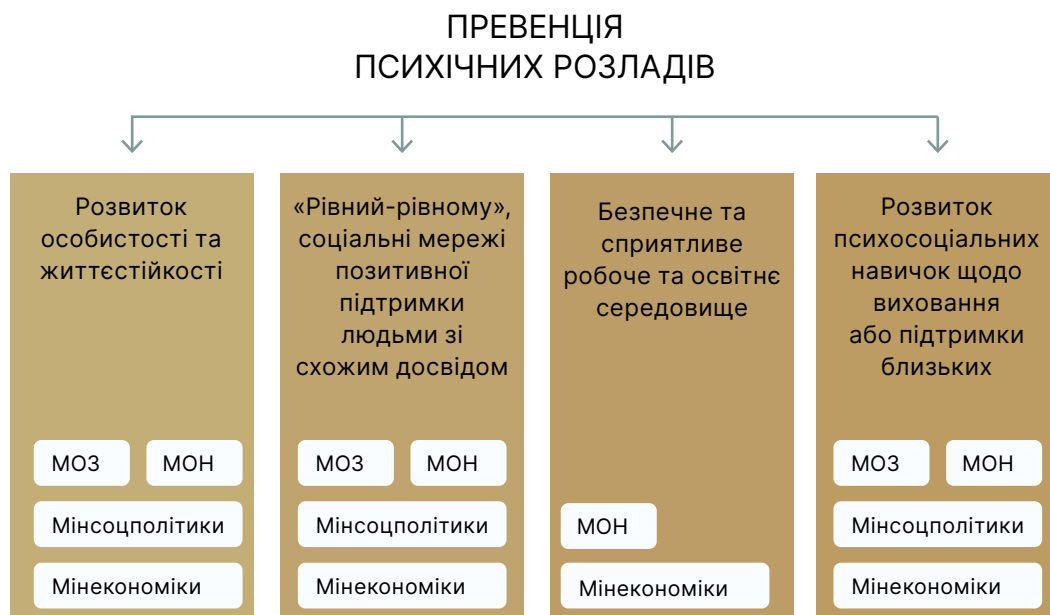 ПРЕВЕНЦІЯ
ПСИХІЧНИХ РОЗЛАДІВ
Розвиток
особистості та
життєстійкості
МОЗ
МОН
Мінсоцполітики
Мінекономіки
«Рівний-рівному»,
соціальні мережі
позитивної
підтримки
людьми зі
схожим досвідом
МОЗ
МОН
Мінсоцполітики
Мінекономіки
Безпечне та
сприятливе
робоче та освітнє
середовище
МОН
Мінекономіки
Розвиток
психосоціальних
навичок щодо
виховання
або підтримки
близьких
МОЗ
МОН
Мінсоцполітики
Мінекономіки